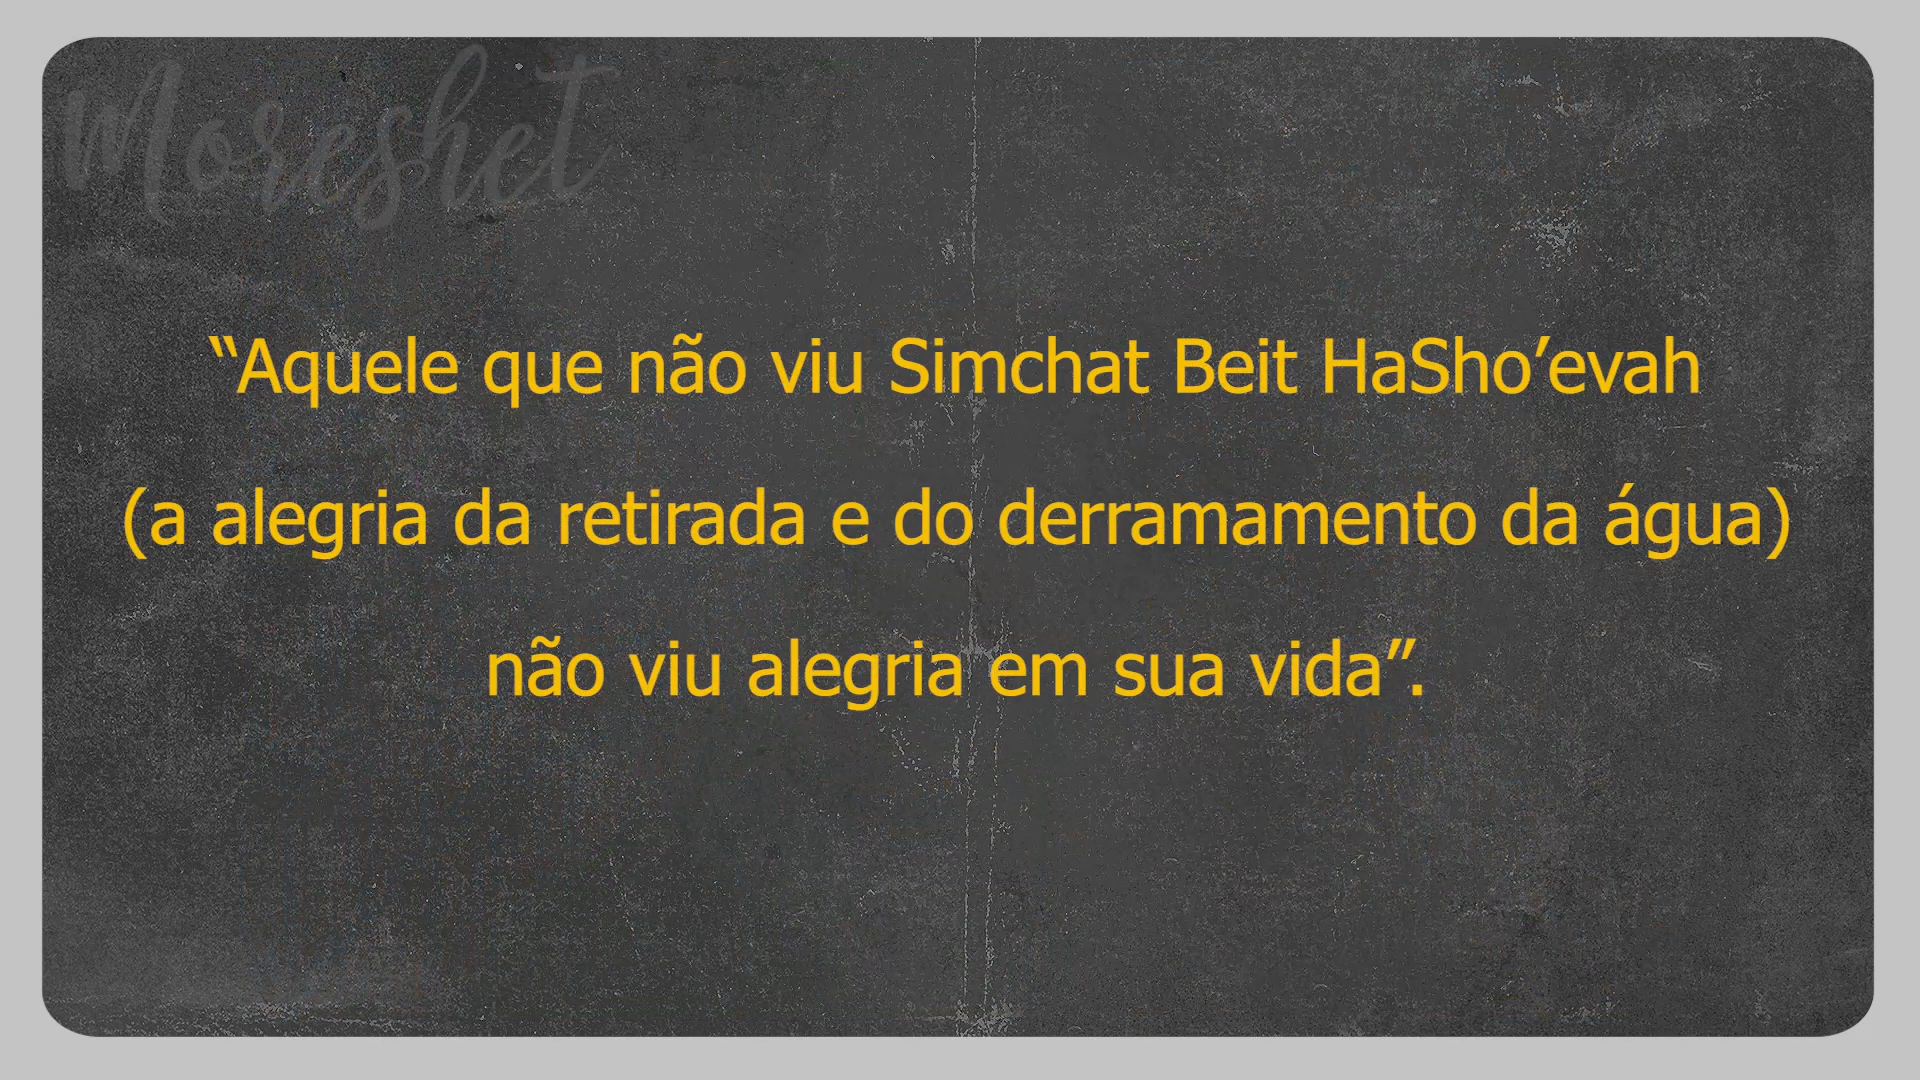 Moreshet
“Aquele que não viu Simchat Beit HaSho’evah
(a alegria da retirada e do derramamento da água)
não viu alegria em sua vida”.